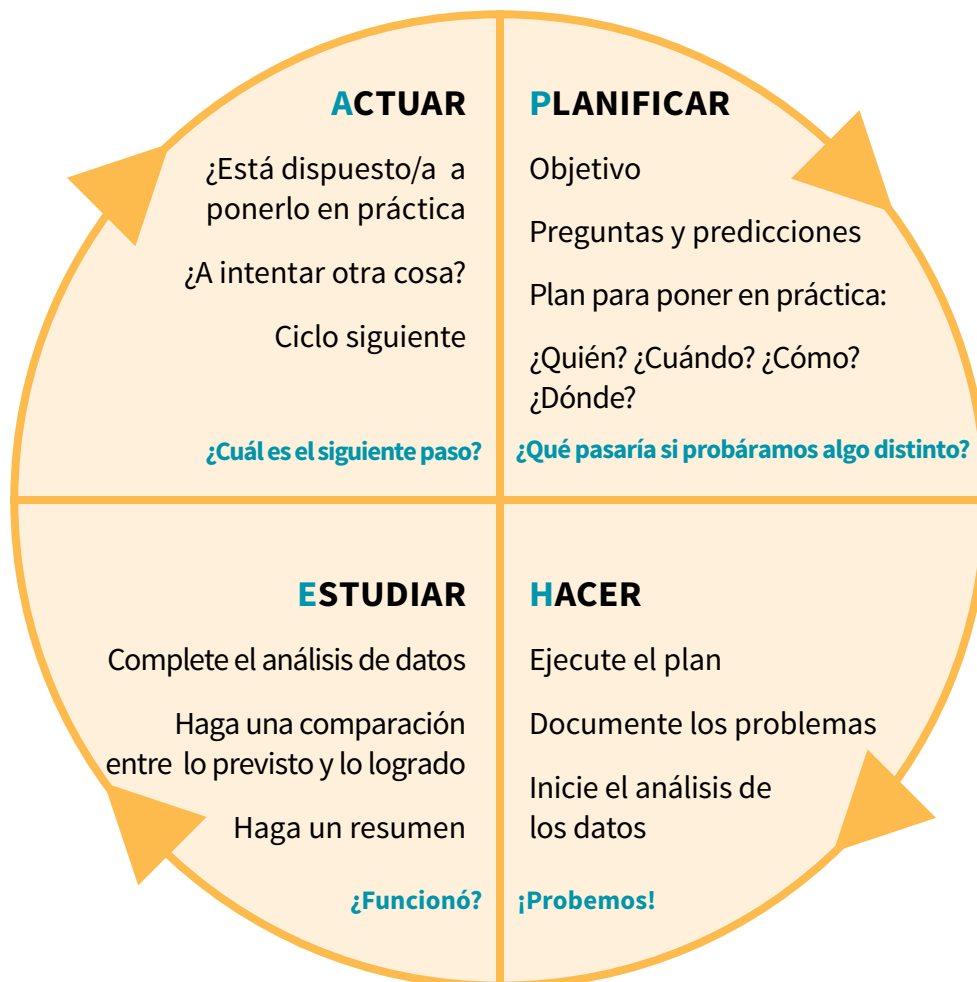 ACTUAR
¿Está dispuesto/a a
ponerlo en práctica
¿A intentar otra cosa?
Ciclo siguiente
¿Cuál es el siguiente paso?
PLANIFICAR
Objetivo
Preguntas y predicciones
Plan para poner en práctica:
¿Quién? ¿Cuándo? ¿Cómo?
¿Dónde?
¿Qué pasaría si probáramos algo distinto?
ESTUDIAR
Complete el análisis de datos
Haga una comparación
entre lo previsto y lo logrado
Haga un resumen
¿Funcionó?
HACER
Ejecute el plan
Documente los problemas
Inicie el análisis de
los datos
¡Probemos!